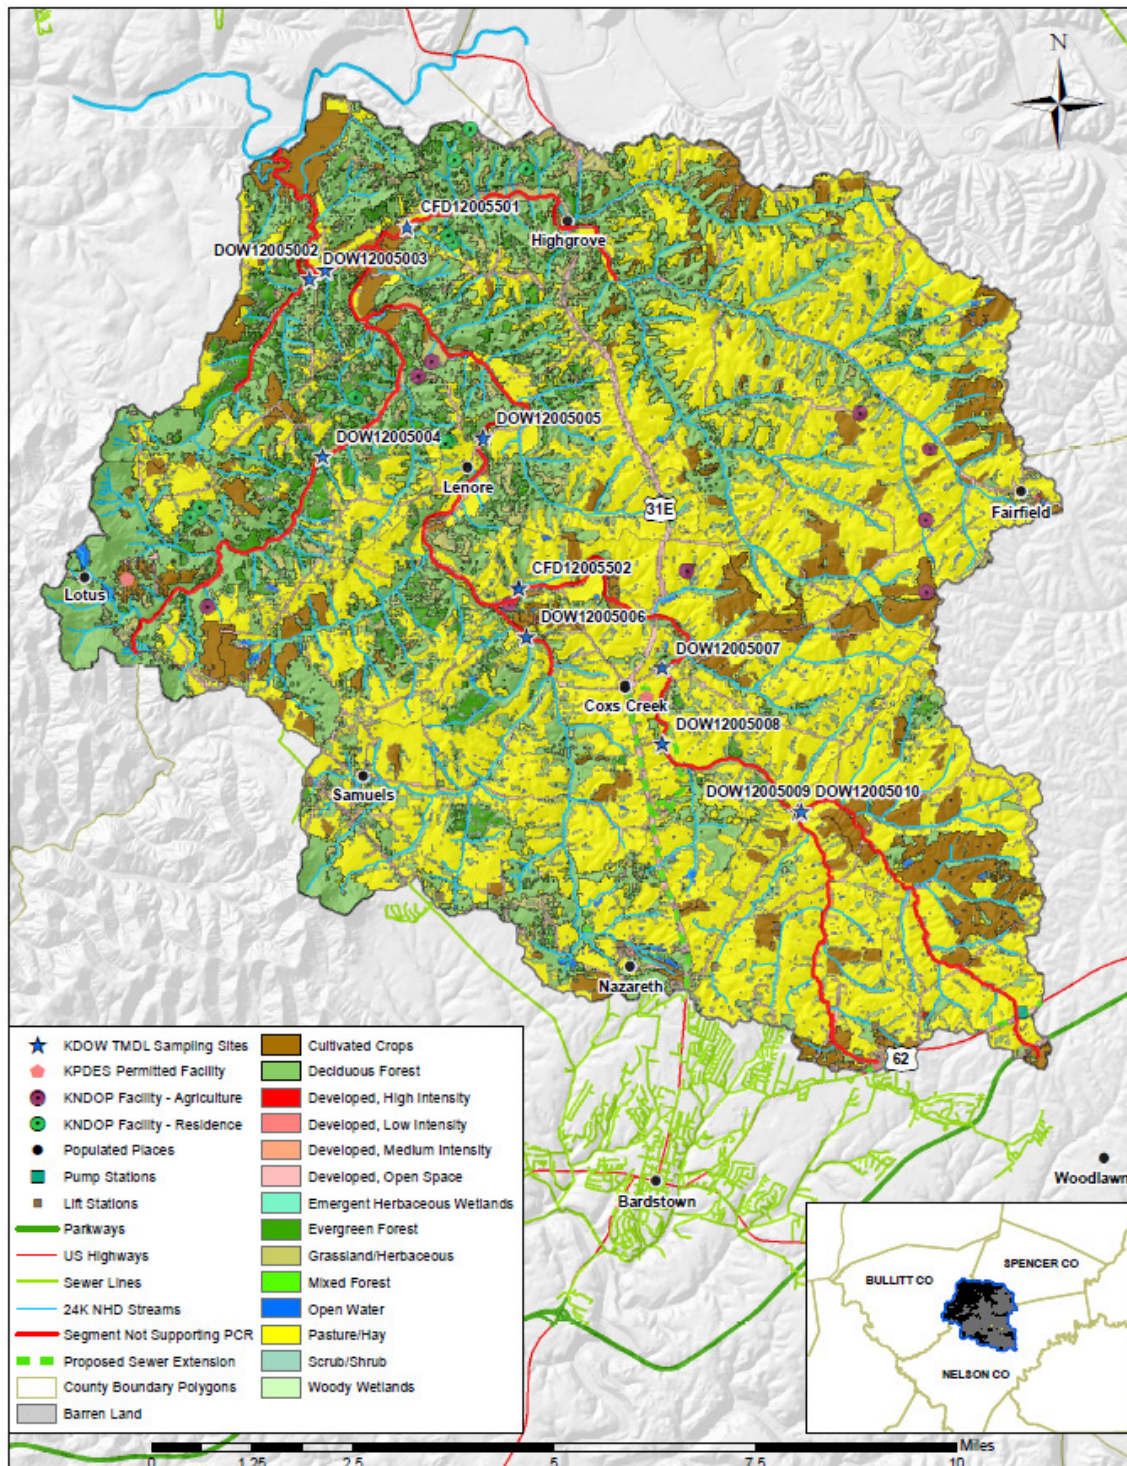 N
CFD12005501
Highgrove
DOW12005002
DOW12005003
DOW12005005
DOW12005004
Lenore
31E
Fairfield
CFD12005502
Lotus
DOW12005006
DOW12005007
Coxs Creek
DOW12005008
Samuels
DOW12005009 DOW12005010
Nazareth
62
KDOW TMDL Sampling Sites
KPDES Permitted Facility
KNDOP Facility - Agriculture
KNDOP Facility - Residence
Populated Places
Pump Stations
Lift Stations
Parkways
US Highways
Sewer Lines
24K NHD Streams
Segment Not Supporting PCR
Proposed Sewer Extension
County Boundary Polygons
Barren Land
Cultivated Crops
Deciduous Forest
Developed, High Intensity
Developed, Low Intensity
Developed, Medium Intensity
Developed, Open Space
Emergent Herbaceous Wetlands
Evergreen Forest
Grassland/Herbaceous
Mixed Forest
Open Water
Pasture/Hay
Scrub/Shrub
Woody Wetlands
Woodlawn
Bardstown
SPENCER CO
BULLITT CO
NELSON CO
Miles
0 1.25 2.5 5 7.5 10